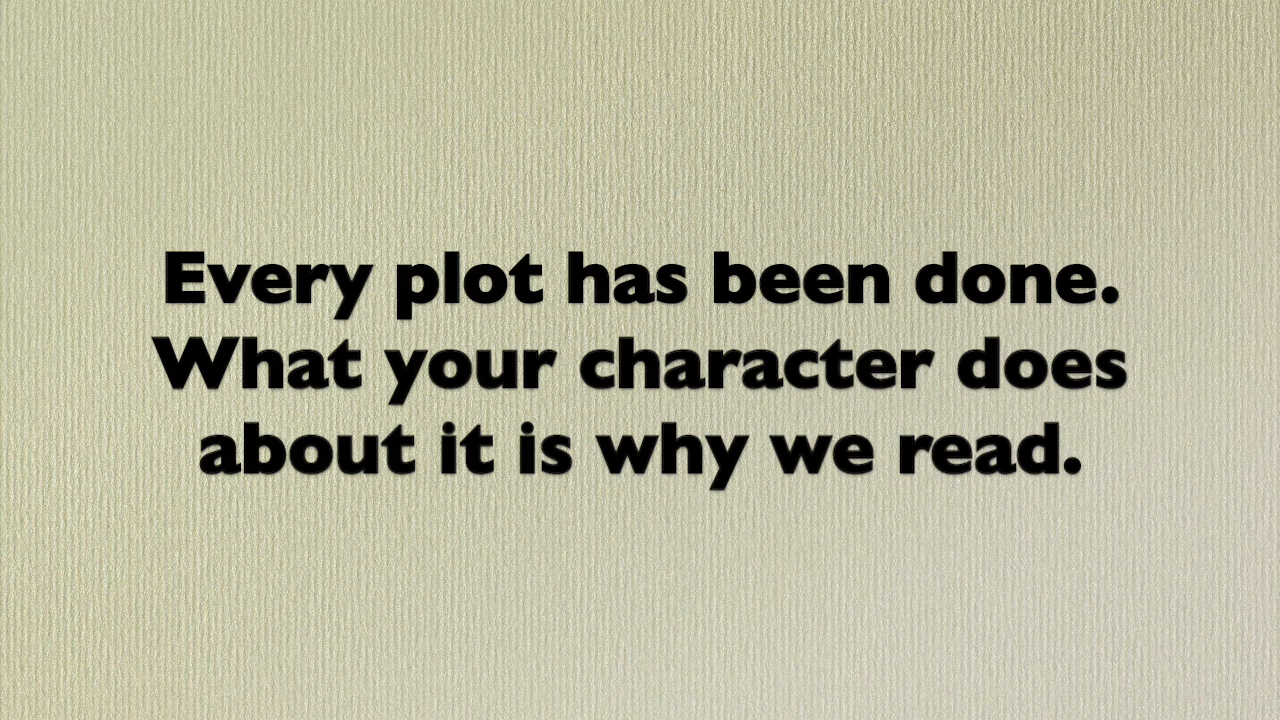 Every plot has been done.
What your character does
about it is why we read.